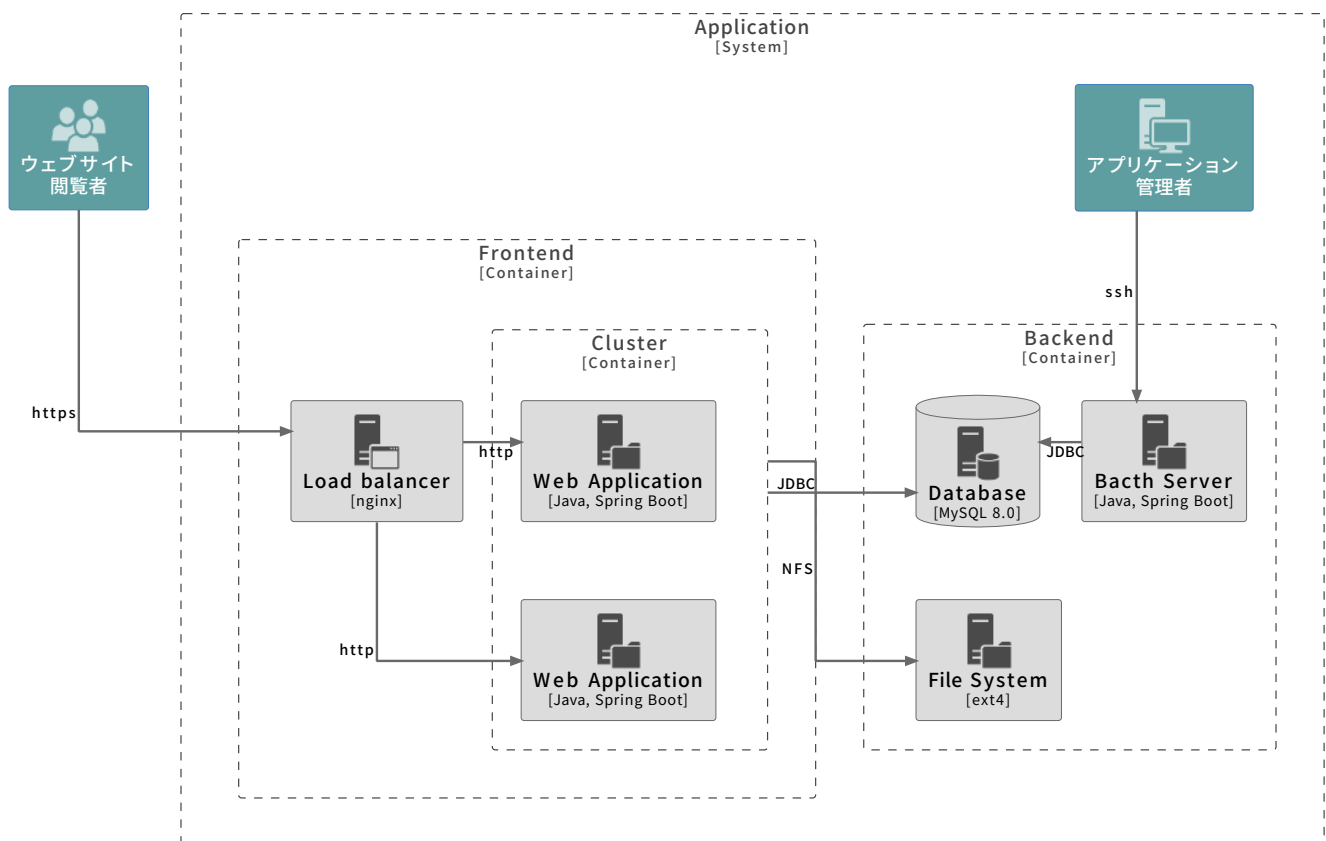 Application
[System]
ウェブサイト
閲覧者
アプリケーション
管理者
Frontend
[Container]
ssh
Cluster
[Container]
Backend
[Container]
https
Load balancer
[nginx]
http
Web Application
[Java, Spring Boot]
JDBC
Database
[MySQL 8.0]
JDBC
Bacth Server
[Java, Spring Boot]
NFS
http
Web Application
[Java, Spring Boot]
File System
[ext4]